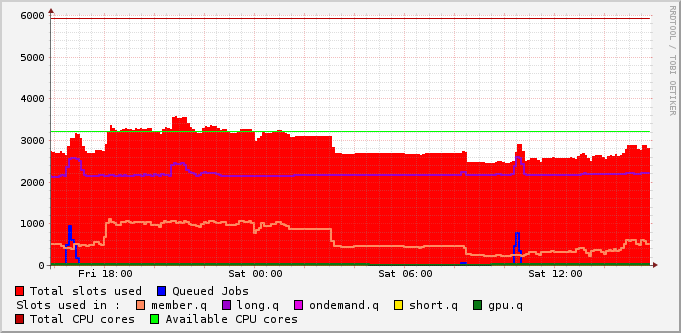 RRDTOOL / TOBI OETIKER
6000
5000
4000
3000
2000
1000
0
Fri 18:00 Sat 00:00 Sat 06:00 Sat 12:00
Total slots used Queued Jobs
Slots used in : member.q long.q ondemand.q short.q gpu.q
Total CPU cores Available CPU cores